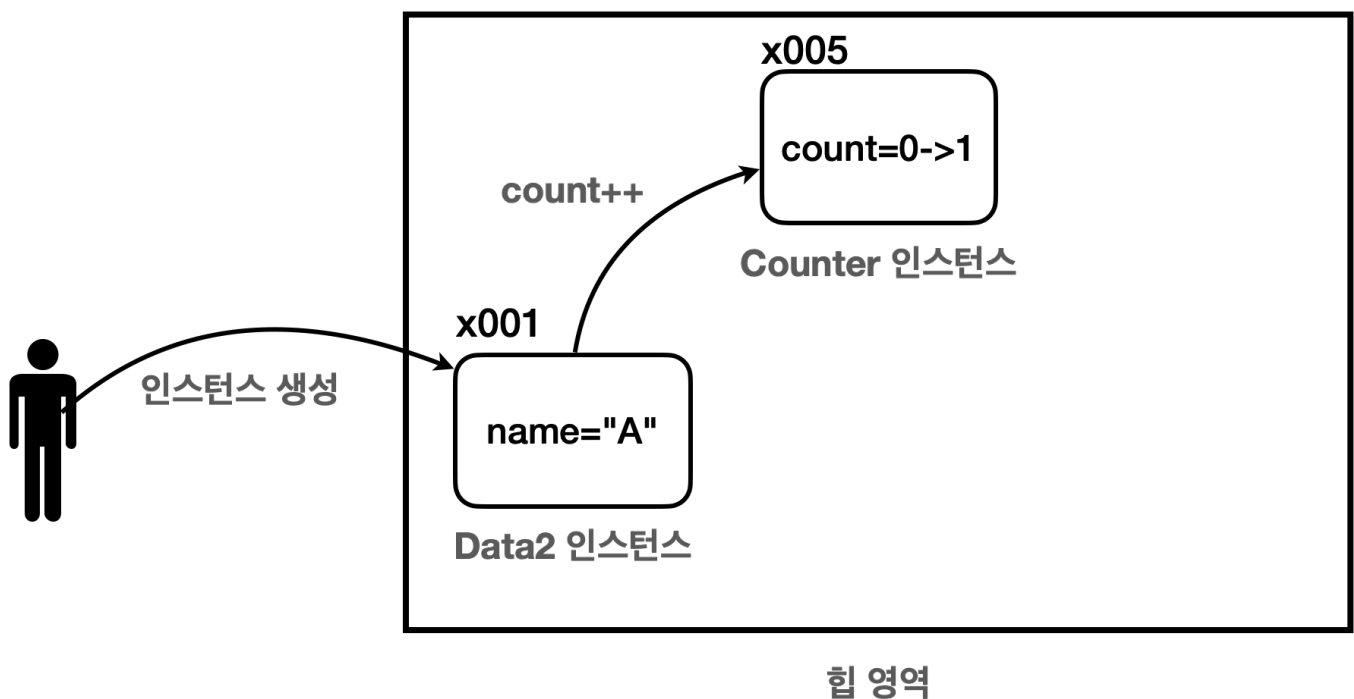 x005
count=0->1
count++
Counter 인스턴스
x001
인스턴스 생성
name="A"
Data2 인스턴스
힙 영역